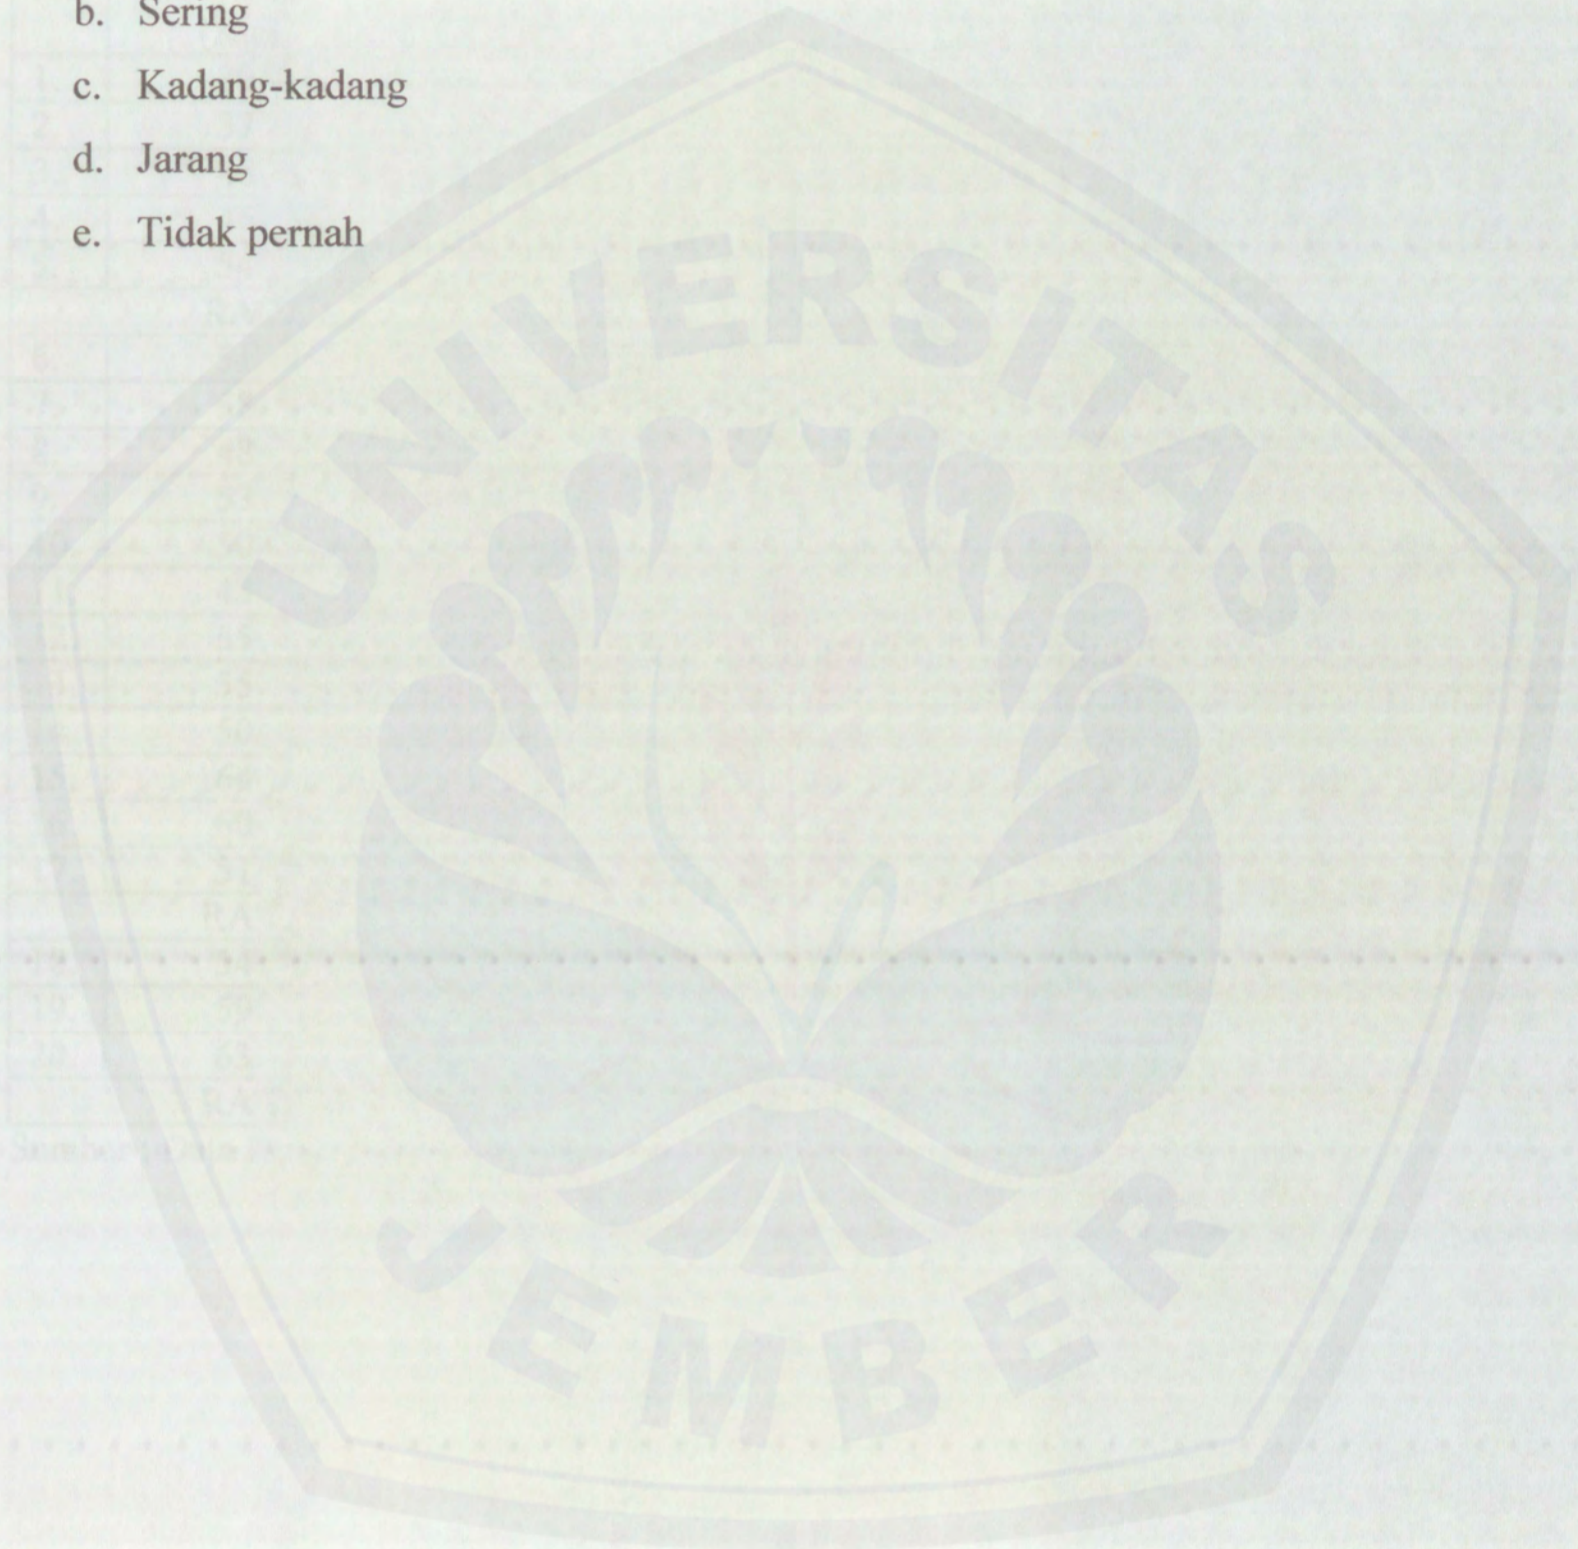 b. Sering
c. Kadang-kadang
d. Jarang
e. Tidak pernah
UNIVERSITAS
JEMBER